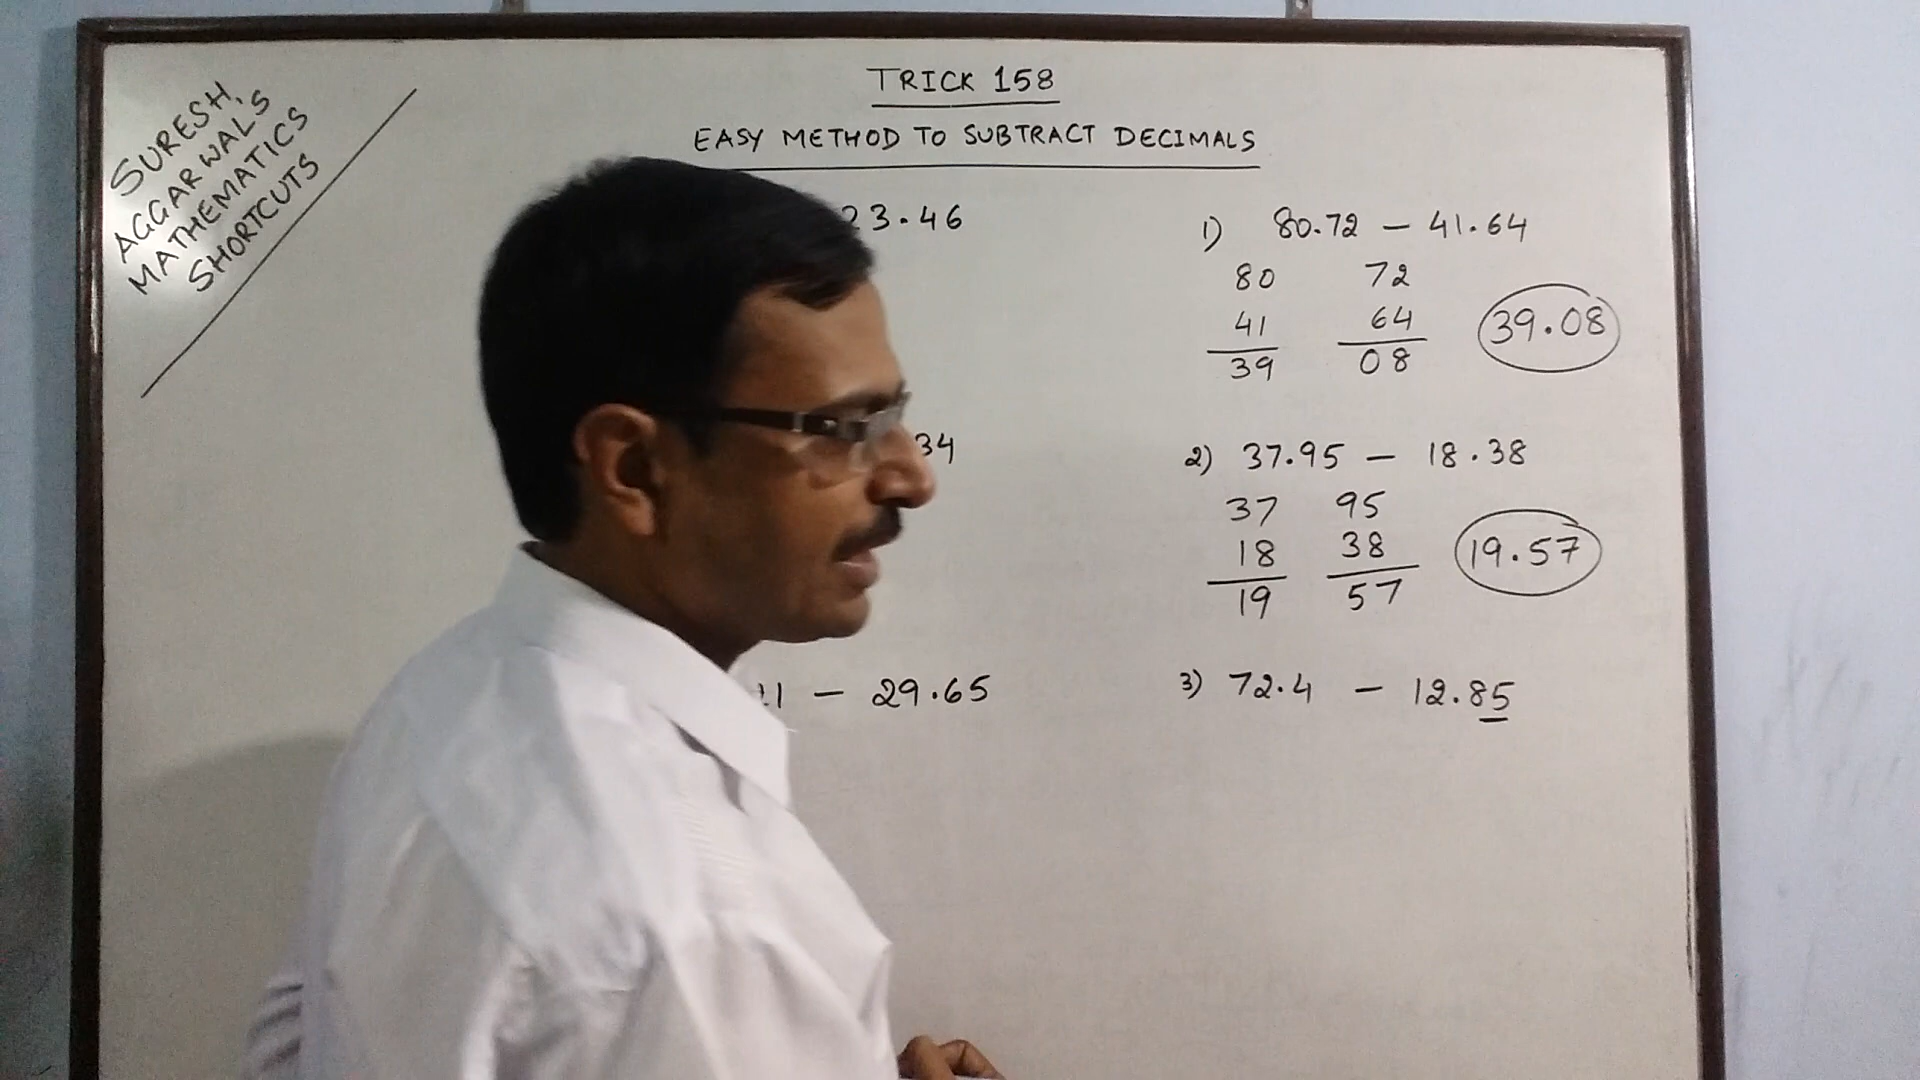 SURESH
AGGARWAL'S
MATHEMATICS
SHORTCUTS
TRICK 158
EASY METHOD TO SUBTRACT DECIMALS
23.46
34
21 - 29.65
1) 80.72 - 41.64
80 72
41 64
39 08
39.08
2) 37.95 - 18.38
37 95
18 38
19 57
19.57
3) 72.4 - 12.85